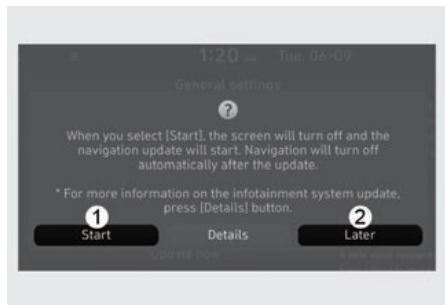 1:20 Tue. 06-09
General settings
?
When you select [Start], the screen will turn off and the
navigation update will start. Navigation will turn off
automatically after the update.
* For more information on the infotainment system update,
press [Details] button.
1 2
Start Details Later
Update now